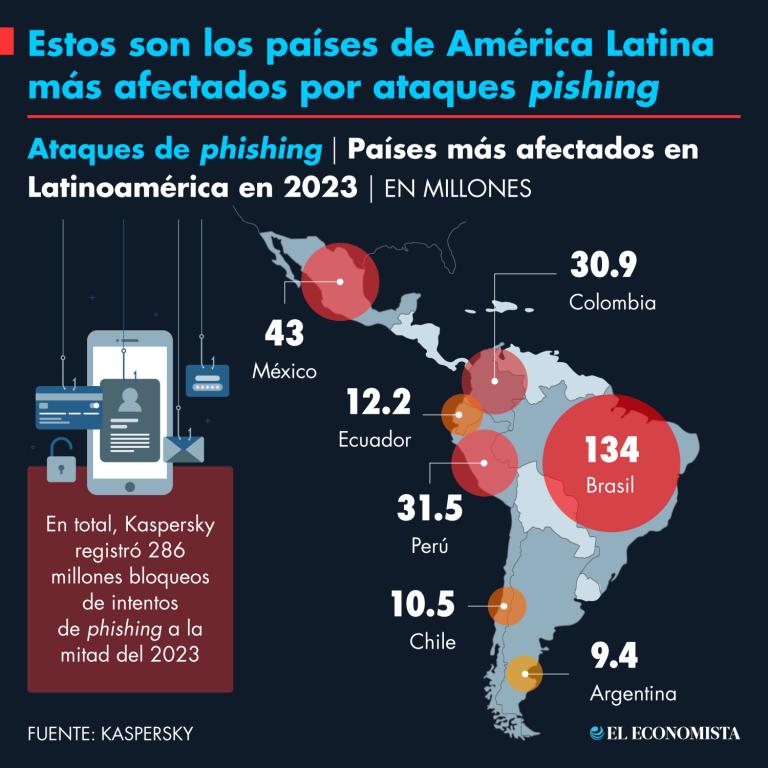 Estos son los países de América Latina
más afectados por ataques pishing
Ataques de phishing | Países más afectados en
Latinoamérica en 2023 | EN MILLONES
30.9
Colombia
43
México
12.2
Ecuador
134
Brasil
31.5
Perú
En total, Kaspersky
registró 286
millones bloqueos
de intentos
de phishing a la
mitad del 2023
10.5
Chile
9.4
Argentina
FUENTE: KASPERSKY
EL ECONOMISTA